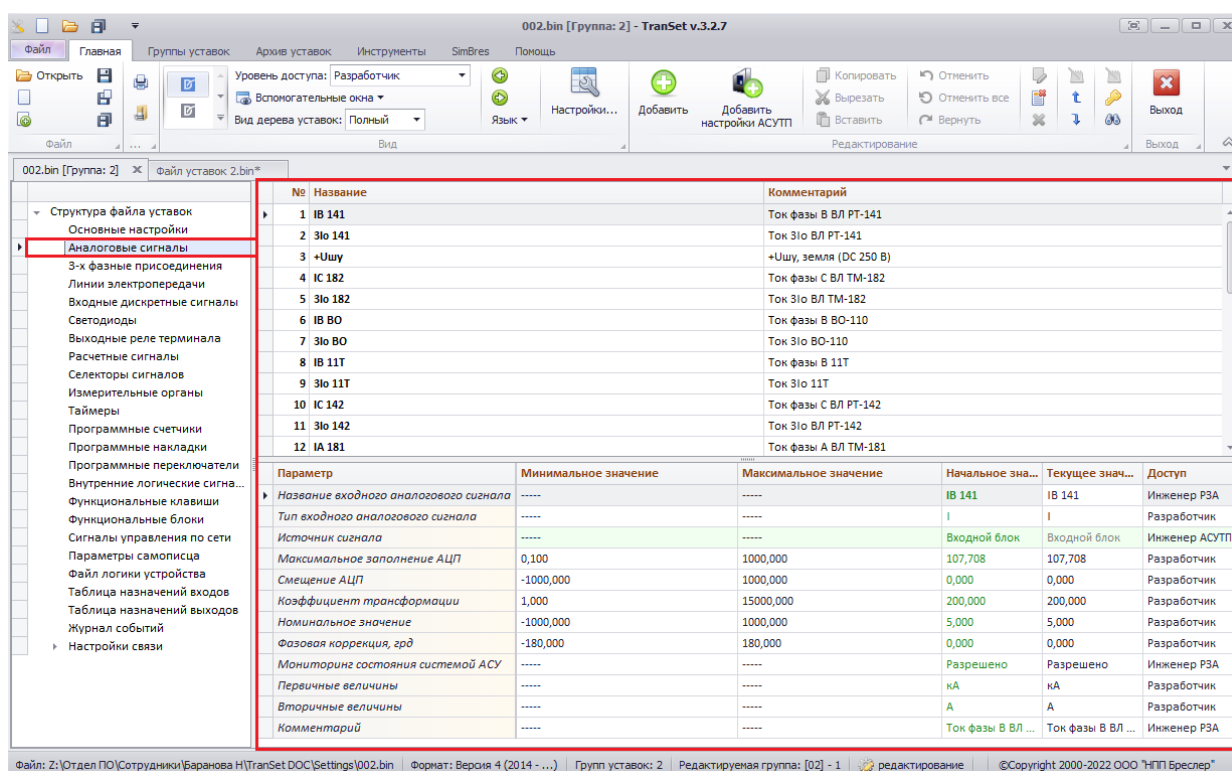 002.bin [Группа: 2] - TranSet v.3.2.7
Файл Главная Группы уставок Архив уставок Инструменты SimBres Помощь
Открыть Уровень доступа: Разработчик Копировать Отменить
Вспомогательные окна Настройки... Добавить Добавить настройки АСУТП Вырезать Отменить все Выход
Вид дерева уставок: Полный Язык Вставить Вернуть
Файл ... Вид Редактирование Выход
002.bin [Группа: 2] Файл уставок 2.bin*
Структура файла уставок
Основные настройки
Аналоговые сигналы
3-х фазные присоединения
Линии электропередачи
Входные дискретные сигналы
Светодиоды
Выходные реле терминала
Расчетные сигналы
Селекторы сигналов
Измерительные органы
Таймеры
Программные счетчики
Программные накладки
Программные переключатели
Внутренние логические сигна...
Функциональные клавиши
Функциональные блоки
Сигналы управления по сети
Параметры самописца
Файл логики устройства
Таблица назначений входов
Таблица назначений выходов
Журнал событий
Настройки связи
№ Название Комментарий
1 IB 141 Ток фазы В ВЛ РТ-141
2 3Io 141 Ток 3Io ВЛ РТ-141
3 +Uшу +Uшу, земля (DC 250 В)
4 IC 182 Ток фазы С ВЛ ТМ-182
5 3Io 182 Ток 3Io ВЛ ТМ-182
6 IB ВО Ток фазы В ВО-110
7 3Io ВО Ток 3Io ВО-110
8 IB 11Т Ток фазы В 11Т
9 3Io 11Т Ток 3Io 11Т
10 IC 142 Ток фазы С ВЛ РТ-142
11 3Io 142 Ток 3Io ВЛ РТ-142
12 IA 181 Ток фазы А ВЛ ТМ-181
Параметр Минимальное значение Максимальное значение Начальное зна... Текущее знач... Доступ
Название входного аналогового сигнала ----- ----- IB 141 IB 141 Инженер РЗА
Тип входного аналогового сигнала ----- ----- I I Разработчик
Источник сигнала ----- ----- Входной блок Входной блок Инженер АСУТП
Максимальное заполнение АЦП 0,100 1000,000 107,708 107,708 Разработчик
Смещение АЦП -1000,000 1000,000 0,000 0,000 Разработчик
Коэффициент трансформации 1,000 15000,000 200,000 200,000 Разработчик
Номинальное значение -1000,000 1000,000 5,000 5,000 Разработчик
Фазовая коррекция, грд -180,000 180,000 0,000 0,000 Разработчик
Мониторинг состояния системой АСУ ----- ----- Разрешено Разрешено Инженер РЗА
Первичные величины ----- ----- кА кА Разработчик
Вторичные величины ----- ----- А А Разработчик
Комментарий ----- ----- Ток фазы В ВЛ ... Ток фазы В ВЛ ... Инженер РЗА
Файл: Z:\Отдел ПО\Сотрудники\Баранова Н\TranSet DOC\Settings\002.bin Формат: Версия 4 (2014 - ...) Групп уставок: 2 Редактируемая группа: [02] - 1 редактирование ©Copyright 2000-2022 ООО "НПП Бреслер"